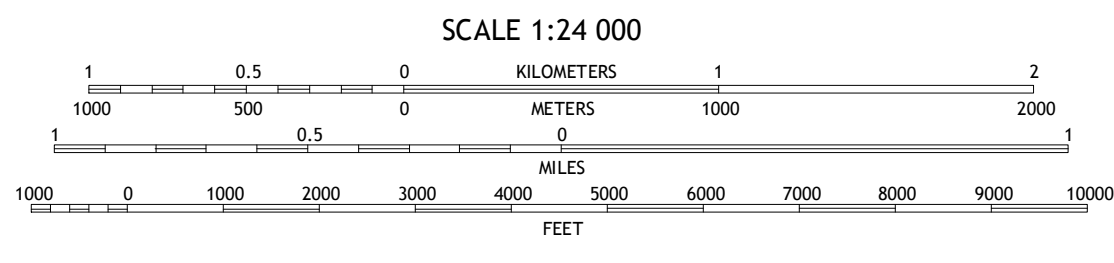 SCALE 1:24 000
1 0.5 0 KILOMETERS 1 2
1000 500 0 METERS 1000 2000
1 0.5 0 1
MILES
1000 0 1000 2000 3000 4000 5000 6000 7000 8000 9000 10000
FEET